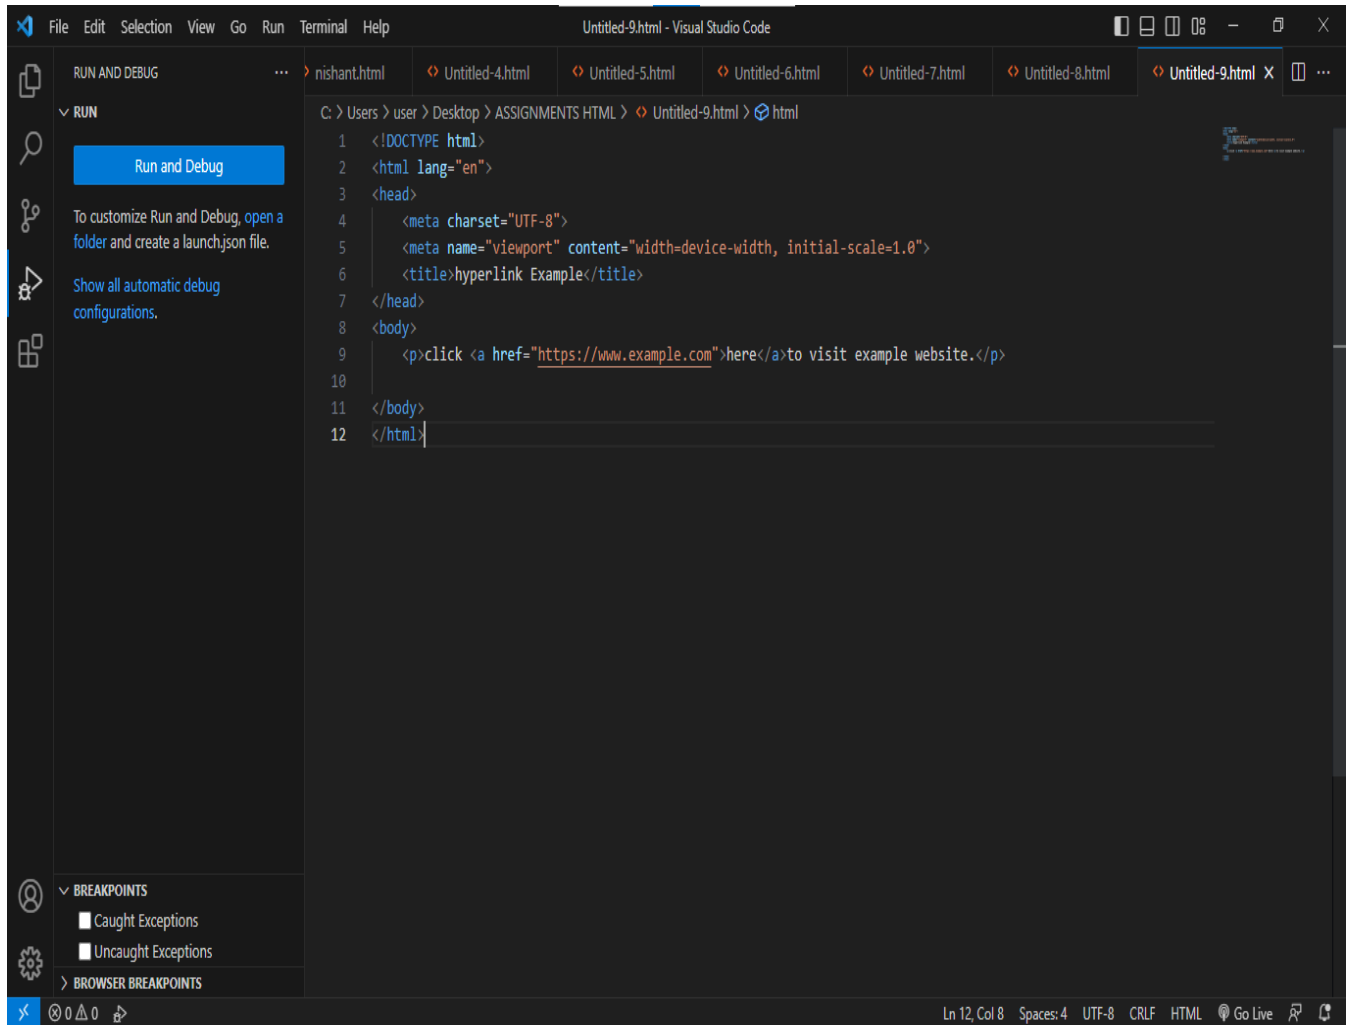 File Edit Selection View Go Run Terminal Help Untitled-9.html - Visual Studio Code
RUN AND DEBUG
nishant.html Untitled-4.html Untitled-5.html Untitled-6.html Untitled-7.html Untitled-8.html Untitled-9.html
RUN
Run and Debug
To customize Run and Debug, open a
folder and create a launch.json file.
Show all automatic debug
configurations.
C: > Users > user > Desktop > ASSIGNMENTS HTML > Untitled-9.html > html
1 <!DOCTYPE html>
2 <html lang="en">
3 <head>
4 <meta charset="UTF-8">
5 <meta name="viewport" content="width=device-width, initial-scale=1.0">
6 <title>hyperlink Example</title>
7 </head>
8 <body>
9 <p>click <a href="https://www.example.com">here</a>to visit example website.</p>
10
11 </body>
12 </html>
BREAKPOINTS
Caught Exceptions
Uncaught Exceptions
BROWSER BREAKPOINTS
0 0 Ln 12, Col 8 Spaces: 4 UTF-8 CRLF HTML Go Live